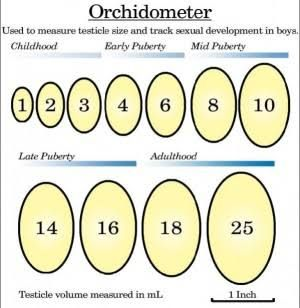 Orchidometer
Used to measure testicle size and track sexual development in boys.
Childhood Early Puberty Mid Puberty
1 2 3 4 6 8 10
Late Puberty Adulthood
14 16 18 25
Testicle volume measured in mL 1 Inch